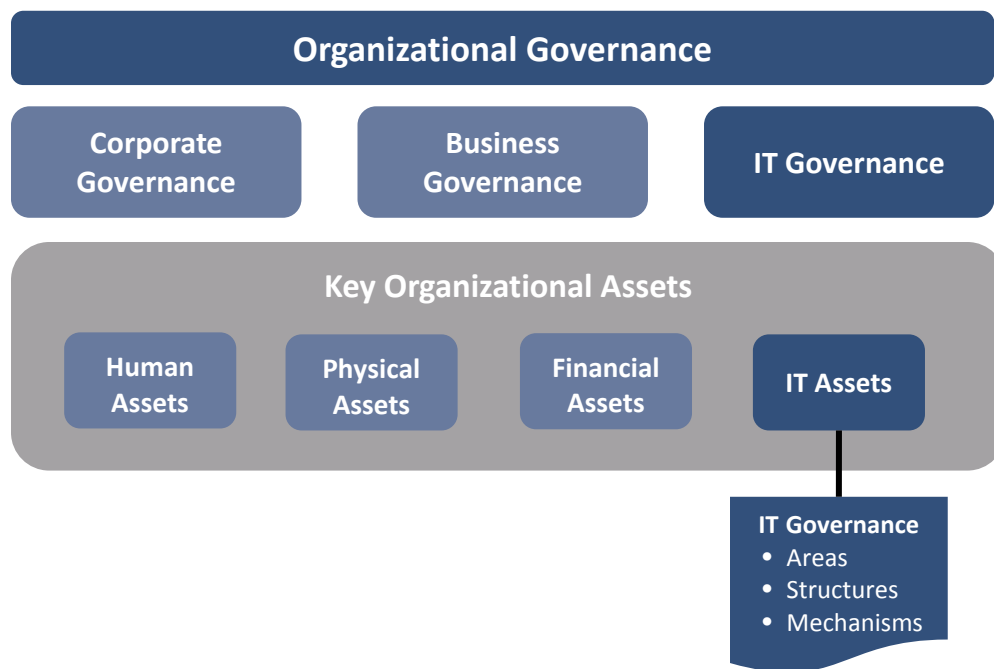 Organizational Governance
Corporate
Governance
Business
Governance
IT Governance
Key Organizational Assets
Human
Assets
Physical
Assets
Financial
Assets
IT Assets
IT Governance
• Areas
• Structures
• Mechanisms